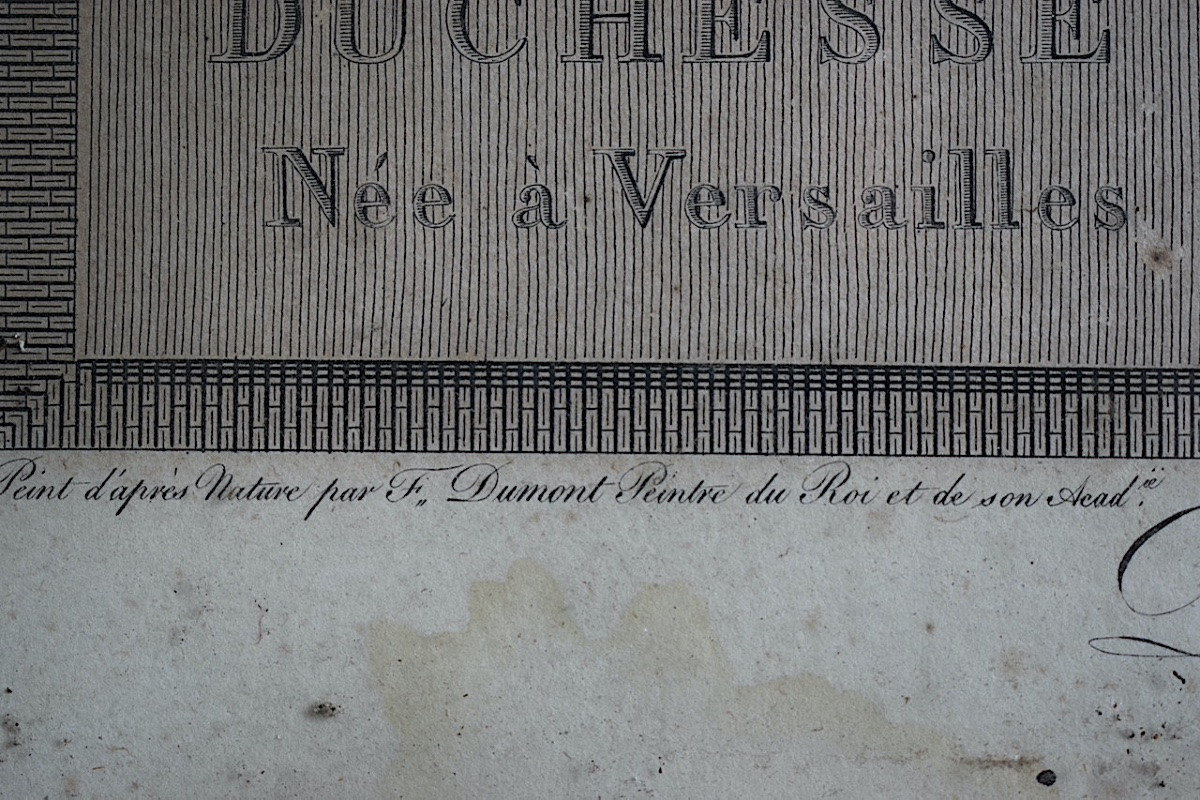 DUCHESSE
Née à Versailles
Peint d'après Nature par F,, Dumont Peintre du Roi et de son Acad.ie